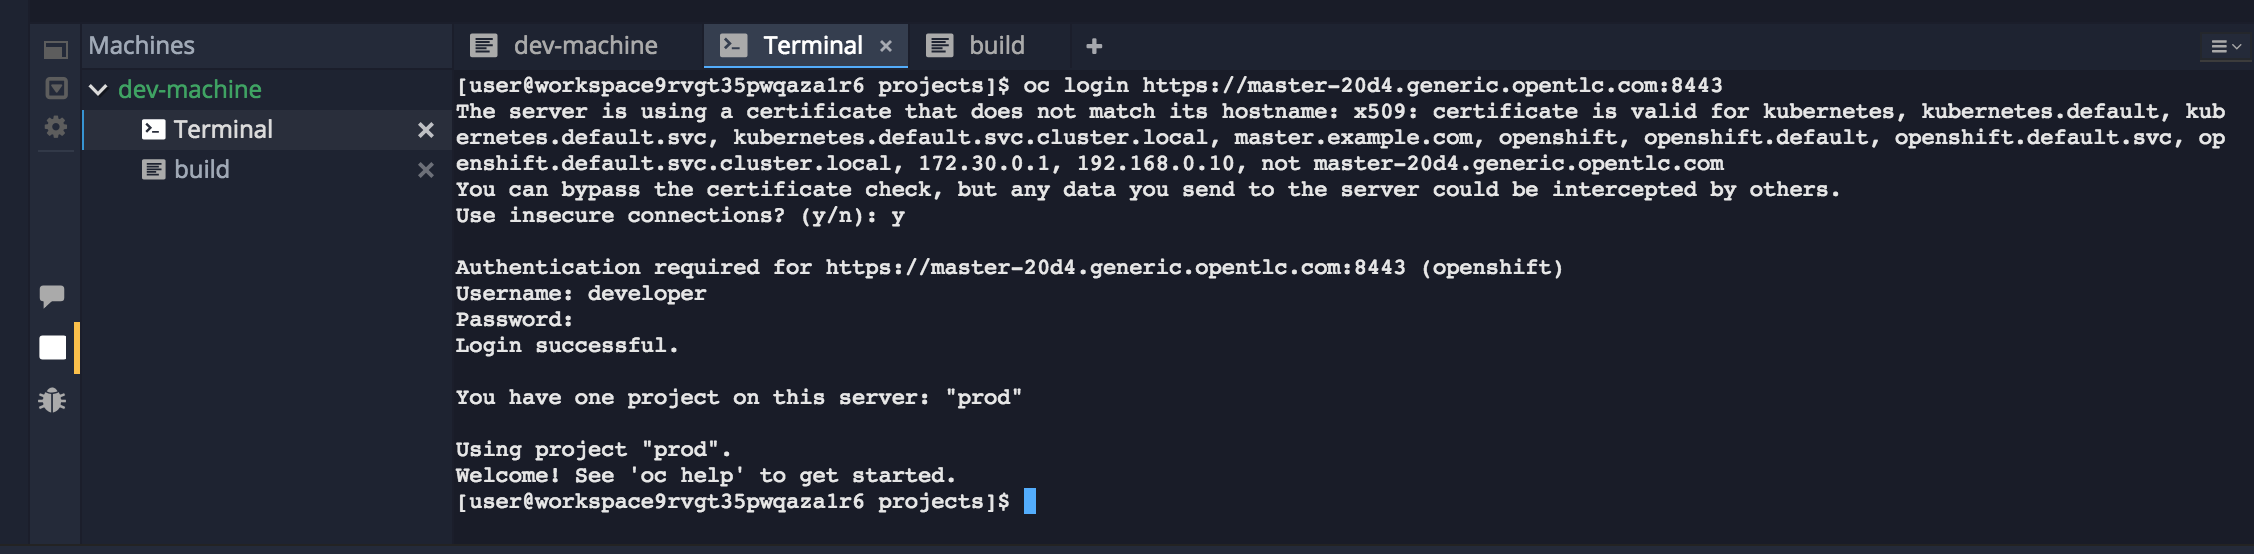 Machines
dev-machine
Terminal
build
dev-machine
Terminal
build
[user@workspace9rvgt35pwqaza1r6 projects]$ oc login https://master-20d4.generic.opentlc.com:8443
The server is using a certificate that does not match its hostname: x509: certificate is valid for kubernetes, kubernetes.default, kub
ernetes.default.svc, kubernetes.default.svc.cluster.local, master.example.com, openshift, openshift.default, openshift.default.svc, op
enshift.default.svc.cluster.local, 172.30.0.1, 192.168.0.10, not master-20d4.generic.opentlc.com
You can bypass the certificate check, but any data you send to the server could be intercepted by others.
Use insecure connections? (y/n): y
Authentication required for https://master-20d4.generic.opentlc.com:8443 (openshift)
Username: developer
Password:
Login successful.
You have one project on this server: "prod"
Using project "prod".
Welcome! See 'oc help' to get started.
[user@workspace9rvgt35pwqaza1r6 projects]$